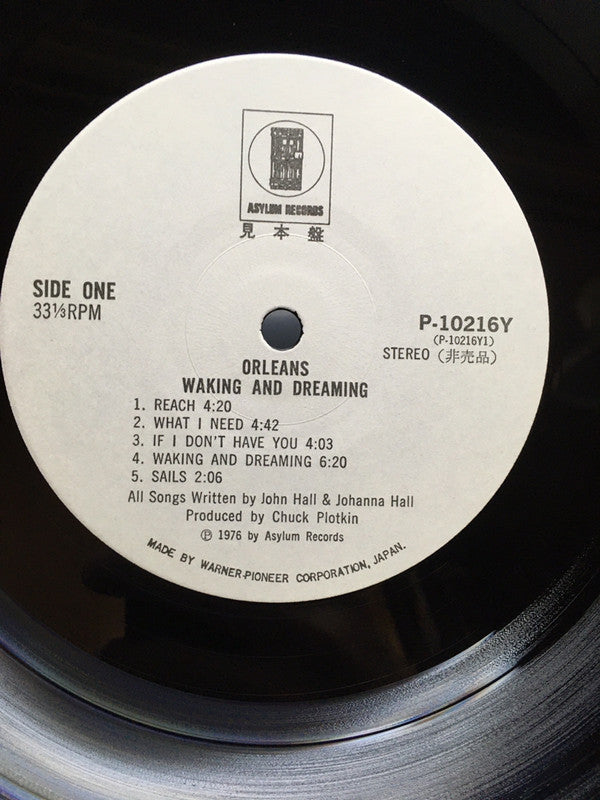 ASYLUM RECORDS
見本盤
SIDE ONE
33⅓RPM
P-10216Y
(P-10216Y1)
STEREO (非売品)
ORLEANS
WAKING AND DREAMING
1. REACH 4:20
2. WHAT I NEED 4:42
3. IF I DON'T HAVE YOU 4:03
4. WAKING AND DREAMING 6:20
5. SAILS 2:06
All Songs Written by John Hall & Johanna Hall
Produced by Chuck Plotkin
℗ 1976 by Asylum Records
MADE BY WARNER-PIONEER CORPORATION, JAPAN.